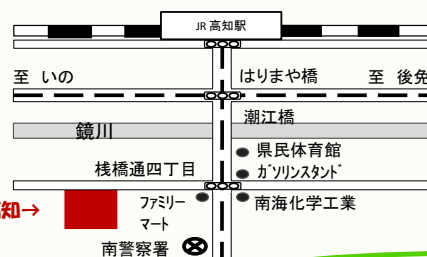 JR 高知駅
至 いの
はりまや橋
至 後免
潮江橋
鏡川
県民体育館
桟橋通四丁目
ガソリンスタンド
知→
ファミリー
マート
南海化学工業
南警察署